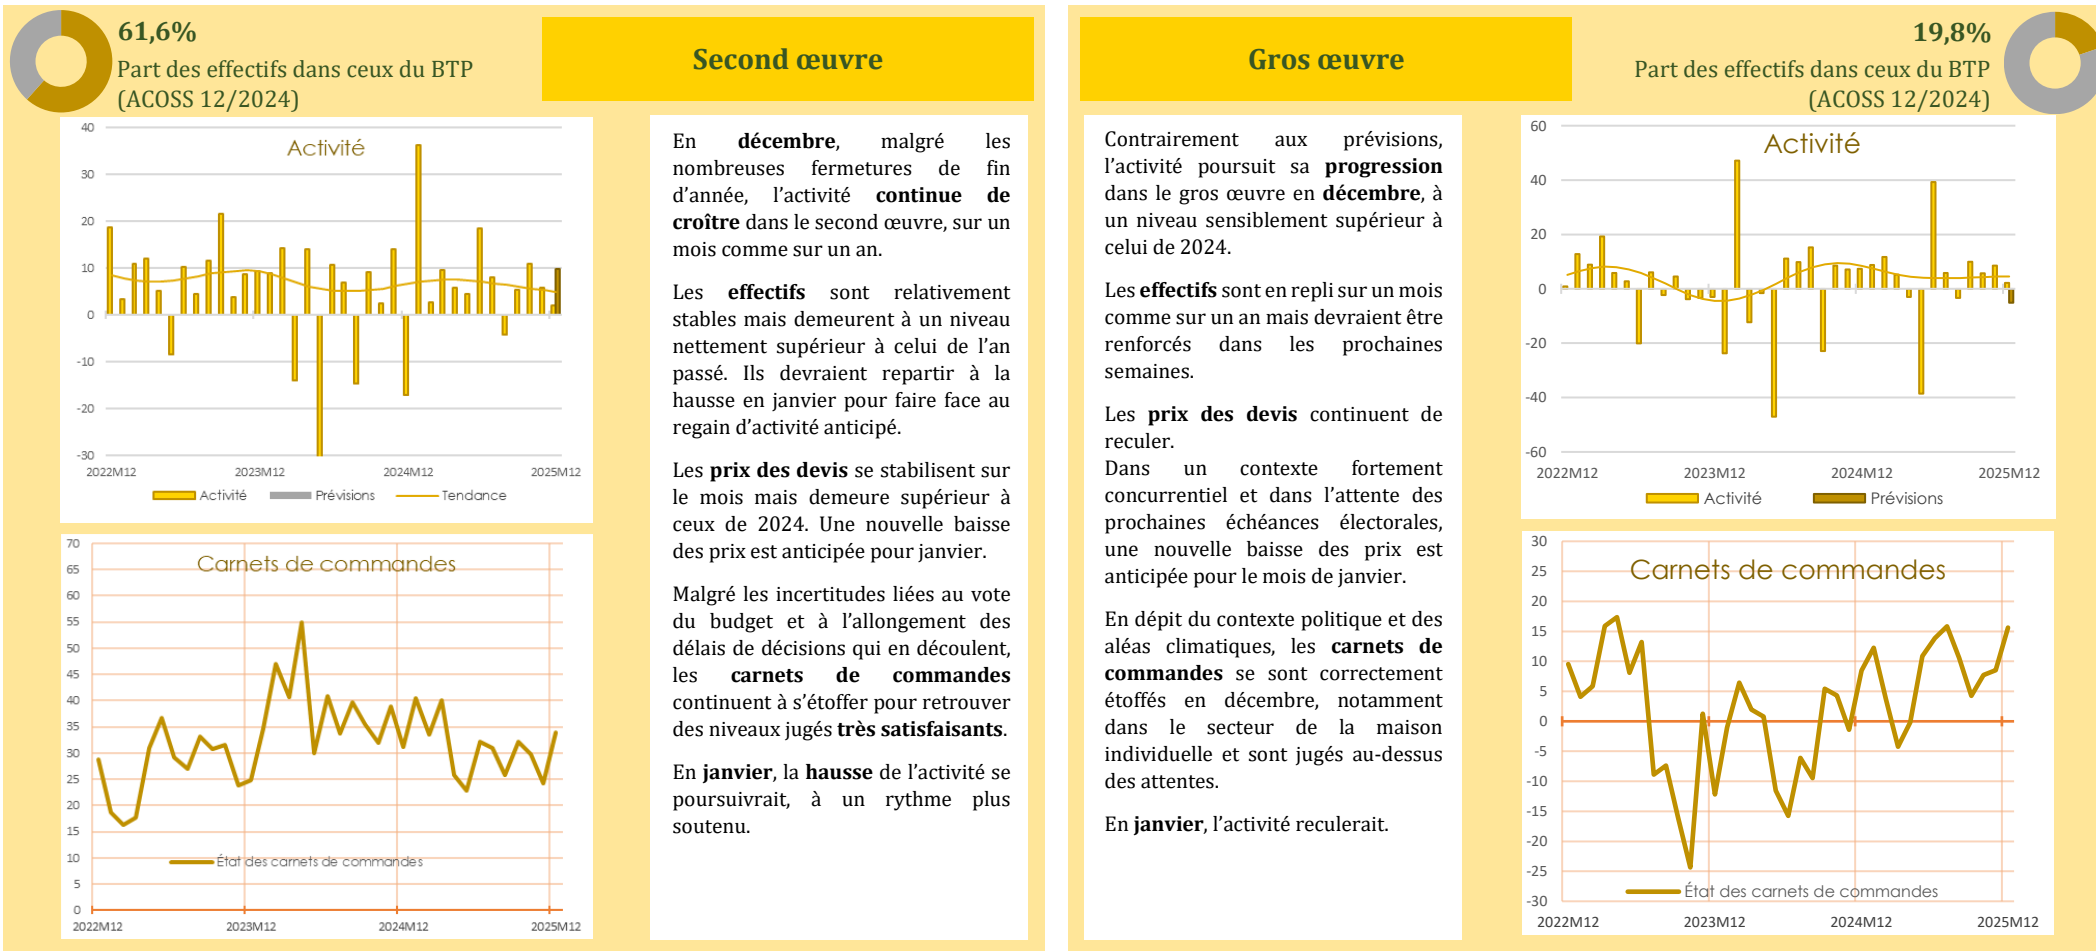 61,6%
Part des effectifs dans ceux du BTP
(ACOSS 12/2024)
Second œuvre
Activité
40
30
20
10
0
-10
-20
-30
2022M12
2023M12
2024M12
2025M12
Activité
Prévisions
Tendance
Carnets de commandes
70
65
60
55
50
45
40
35
30
25
20
15
10
5
0
État des carnets de commandes
2022M12
2023M12
2024M12
2025M12
En décembre, malgré les
nombreuses fermetures de fin
d’année, l’activité continue de
croître dans le second œuvre, sur un
mois comme sur un an.
Les effectifs sont relativement
stables mais demeurent à un niveau
nettement supérieur à celui de l’an
passé. Ils devraient repartir à la
hausse en janvier pour faire face au
regain d’activité anticipé.
Les prix des devis se stabilisent sur
le mois mais demeure supérieur à
ceux de 2024. Une nouvelle baisse
des prix est anticipée pour janvier.
Malgré les incertitudes liées au vote
du budget et à l’allongement des
délais de décisions qui en découlent,
les carnets de commandes
continuent à s’étoffer pour retrouver
des niveaux jugés très satisfaisants.
En janvier, la hausse de l’activité se
poursuivrait, à un rythme plus
soutenu.
Gros œuvre
19,8%
Part des effectifs dans ceux du BTP
(ACOSS 12/2024)
Contrairement aux prévisions,
l’activité poursuit sa progression
dans le gros œuvre en décembre, à
un niveau sensiblement supérieur à
celui de 2024.
Les effectifs sont en repli sur un mois
comme sur un an mais devraient être
renforcés dans les prochaines
semaines.
Les prix des devis continuent de
reculer.
Dans un contexte fortement
concurrentiel et dans l’attente des
prochaines échéances électorales,
une nouvelle baisse des prix est
anticipée pour le mois de janvier.
En dépit du contexte politique et des
aléas climatiques, les carnets de
commandes se sont correctement
étoffés en décembre, notamment
dans le secteur de la maison
individuelle et sont jugés au-dessus
des attentes.
En janvier, l’activité reculerait.
Activité
60
40
20
0
-20
-40
-60
2022M12
2023M12
2024M12
2025M12
Activité
Prévisions
Carnets de commandes
30
25
20
15
10
5
0
-5
-10
-15
-20
-25
-30
État des carnets de commandes
2022M12
2023M12
2024M12
2025M12